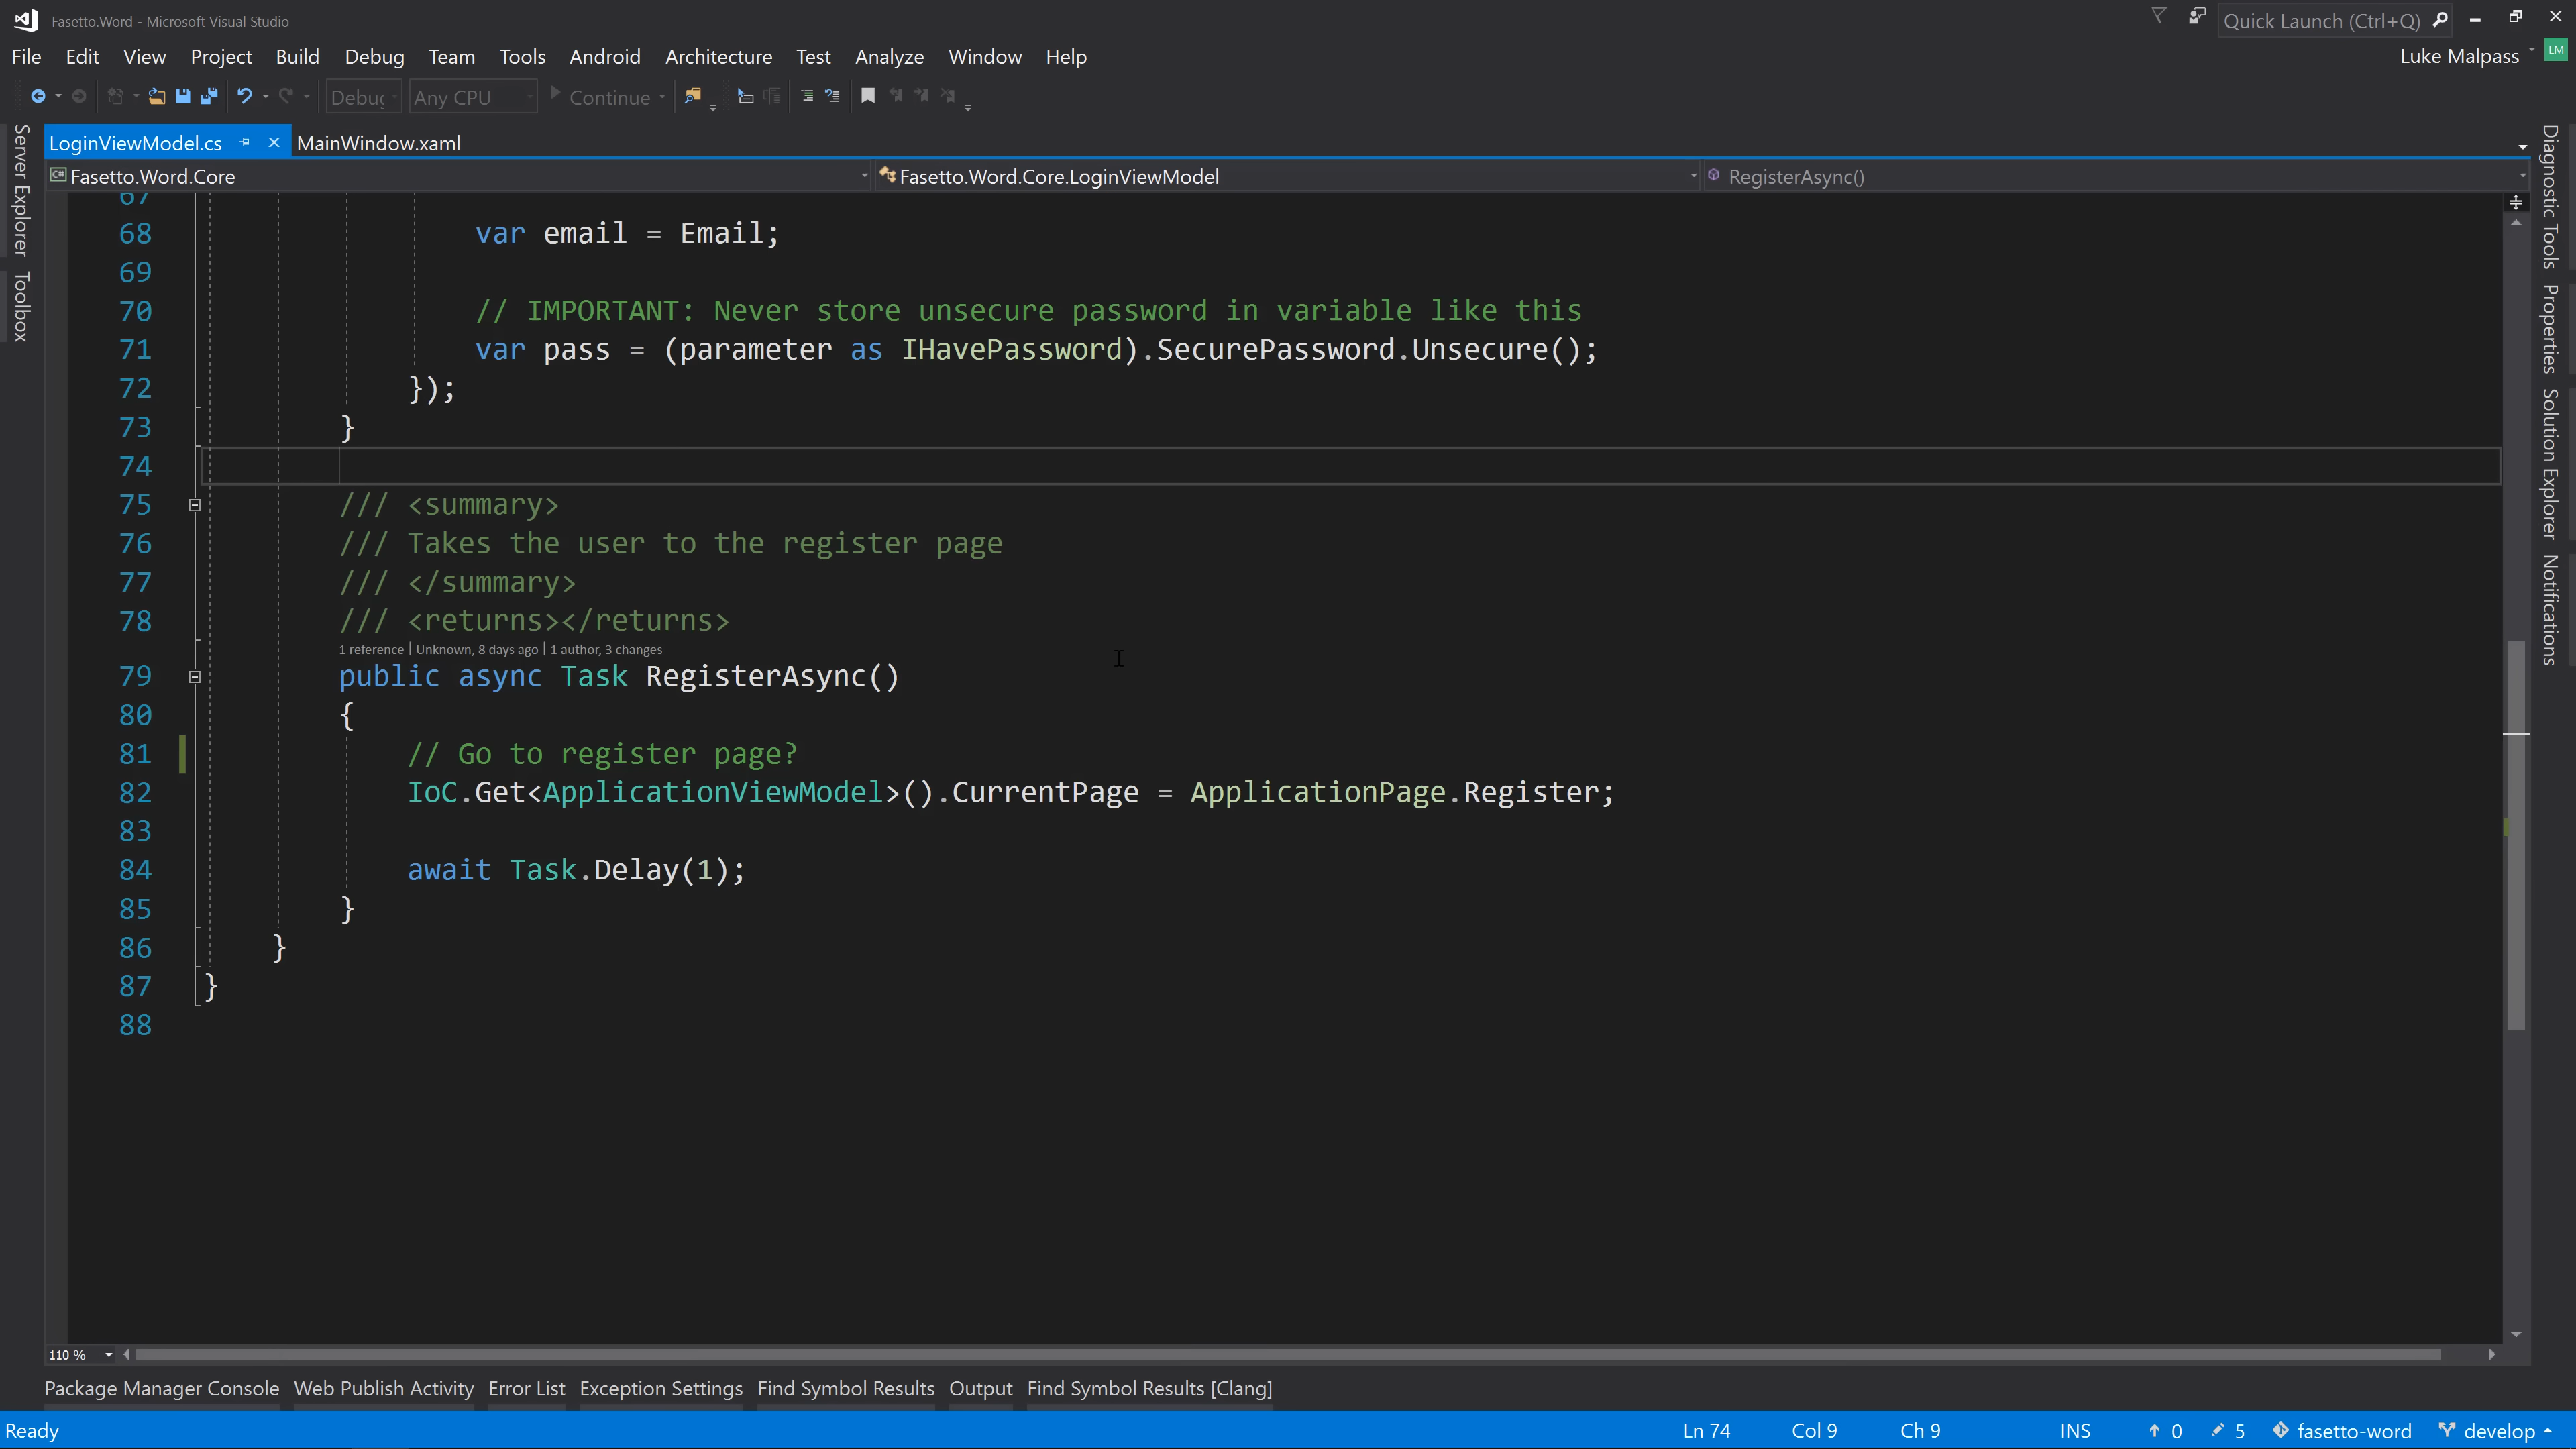 Fasetto.Word - Microsoft Visual Studio
Quick Launch (Ctrl+Q)
File Edit View Project Build Debug Team Tools Android Architecture Test Analyze Window Help
Luke Malpass LM
Debug Any CPU Continue
LoginViewModel.cs MainWindow.xaml
Fasetto.Word.Core Fasetto.Word.Core.LoginViewModel RegisterAsync()
Server Explorer
Toolbox
Diagnostic Tools
Properties
Solution Explorer
Notifications
67
68 var email = Email;
69
70 // IMPORTANT: Never store unsecure password in variable like this
71 var pass = (parameter as IHavePassword).SecurePassword.Unsecure();
72 });
73 }
74
75 /// <summary>
76 /// Takes the user to the register page
77 /// </summary>
78 /// <returns></returns>
1 reference | Unknown, 8 days ago | 1 author, 3 changes
79 public async Task RegisterAsync()
80 {
81 // Go to register page?
82 IoC.Get<ApplicationViewModel>().CurrentPage = ApplicationPage.Register;
83
84 await Task.Delay(1);
85 }
86 }
87 }
88
110 %
Package Manager Console Web Publish Activity Error List Exception Settings Find Symbol Results Output Find Symbol Results [Clang]
Ready Ln 74 Col 9 Ch 9 INS 0 5 fasetto-word develop